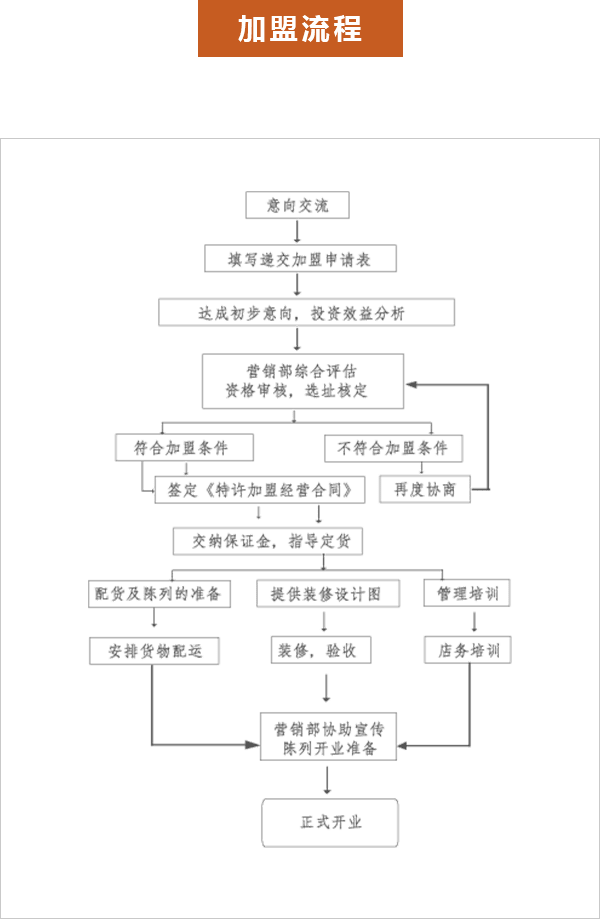 加盟流程
意向交流
填写递交加盟申请表
达成初步意向，投资效益分析
营销部综合评估
资格审核，选址核定
符合加盟条件
不符合加盟条件
签定《特许加盟经营合同》
再度协离
交纳保证金，指导定货
配货及陈列的准备
提供装修设计图
管理培训
安排货物配运
装修，验收
店务培训
营销部协助宣传
陈列开业准备
正式开业